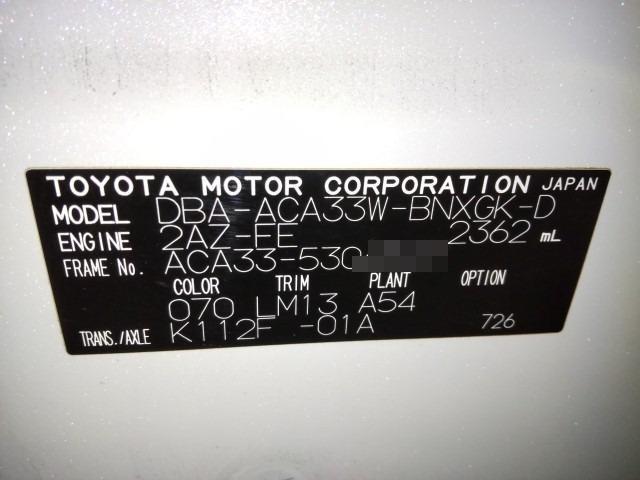 TOYOTA MOTOR CORPORATION JAPAN
MODEL DBA-ACA33W-BNXGK-D
ENGINE 2AZ-FE 2362 mL
FRAME No. ACA33-530
COLOR TRIM PLANT OPTION
070 LM13 A54
TRANS./AXLE K112F -01A 726